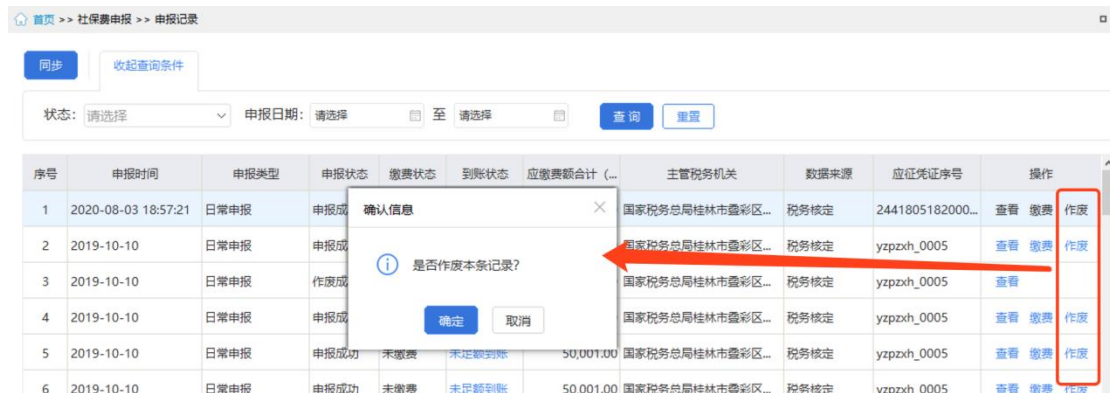 首页 >> 社保费申报 >> 申报记录
同步 收起查询条件
状态: 请选择 申报日期: 请选择 至 请选择 查询 重置
序号 申报时间 申报类型 申报状态 缴费状态 到账状态 应缴费额合计（... 主管税务机关 数据来源 应征凭证序号 操作
1 2020-08-03 18:57:21 日常申报 申报成 国家税务总局桂林市叠彩区... 税务核定 2441805182000... 查看 缴费 作废
确认信息
2 2019-10-10 日常申报 申报成 国家税务总局桂林市叠彩区... 税务核定 yzpzxh_0005 查看 缴费 作废
是否作废本条记录？
3 2019-10-10 日常申报 作废成 国家税务总局桂林市叠彩区... 税务核定 yzpzxh_0005 查看
4 2019-10-10 日常申报 申报成 国家税务总局桂林市叠彩区... 税务核定 yzpzxh_0005 查看 缴费 作废
确定 取消
5 2019-10-10 日常申报 申报成功 未缴费 未足额到账 50,001.00 国家税务总局桂林市叠彩区... 税务核定 yzpzxh_0005 查看 缴费 作废
6 2019-10-10 日常申报 申报成功 未缴费 未足额到账 50,001.00 国家税务总局桂林市叠彩区... 税务核定 yzpzxh_0005 查看 缴费 作废